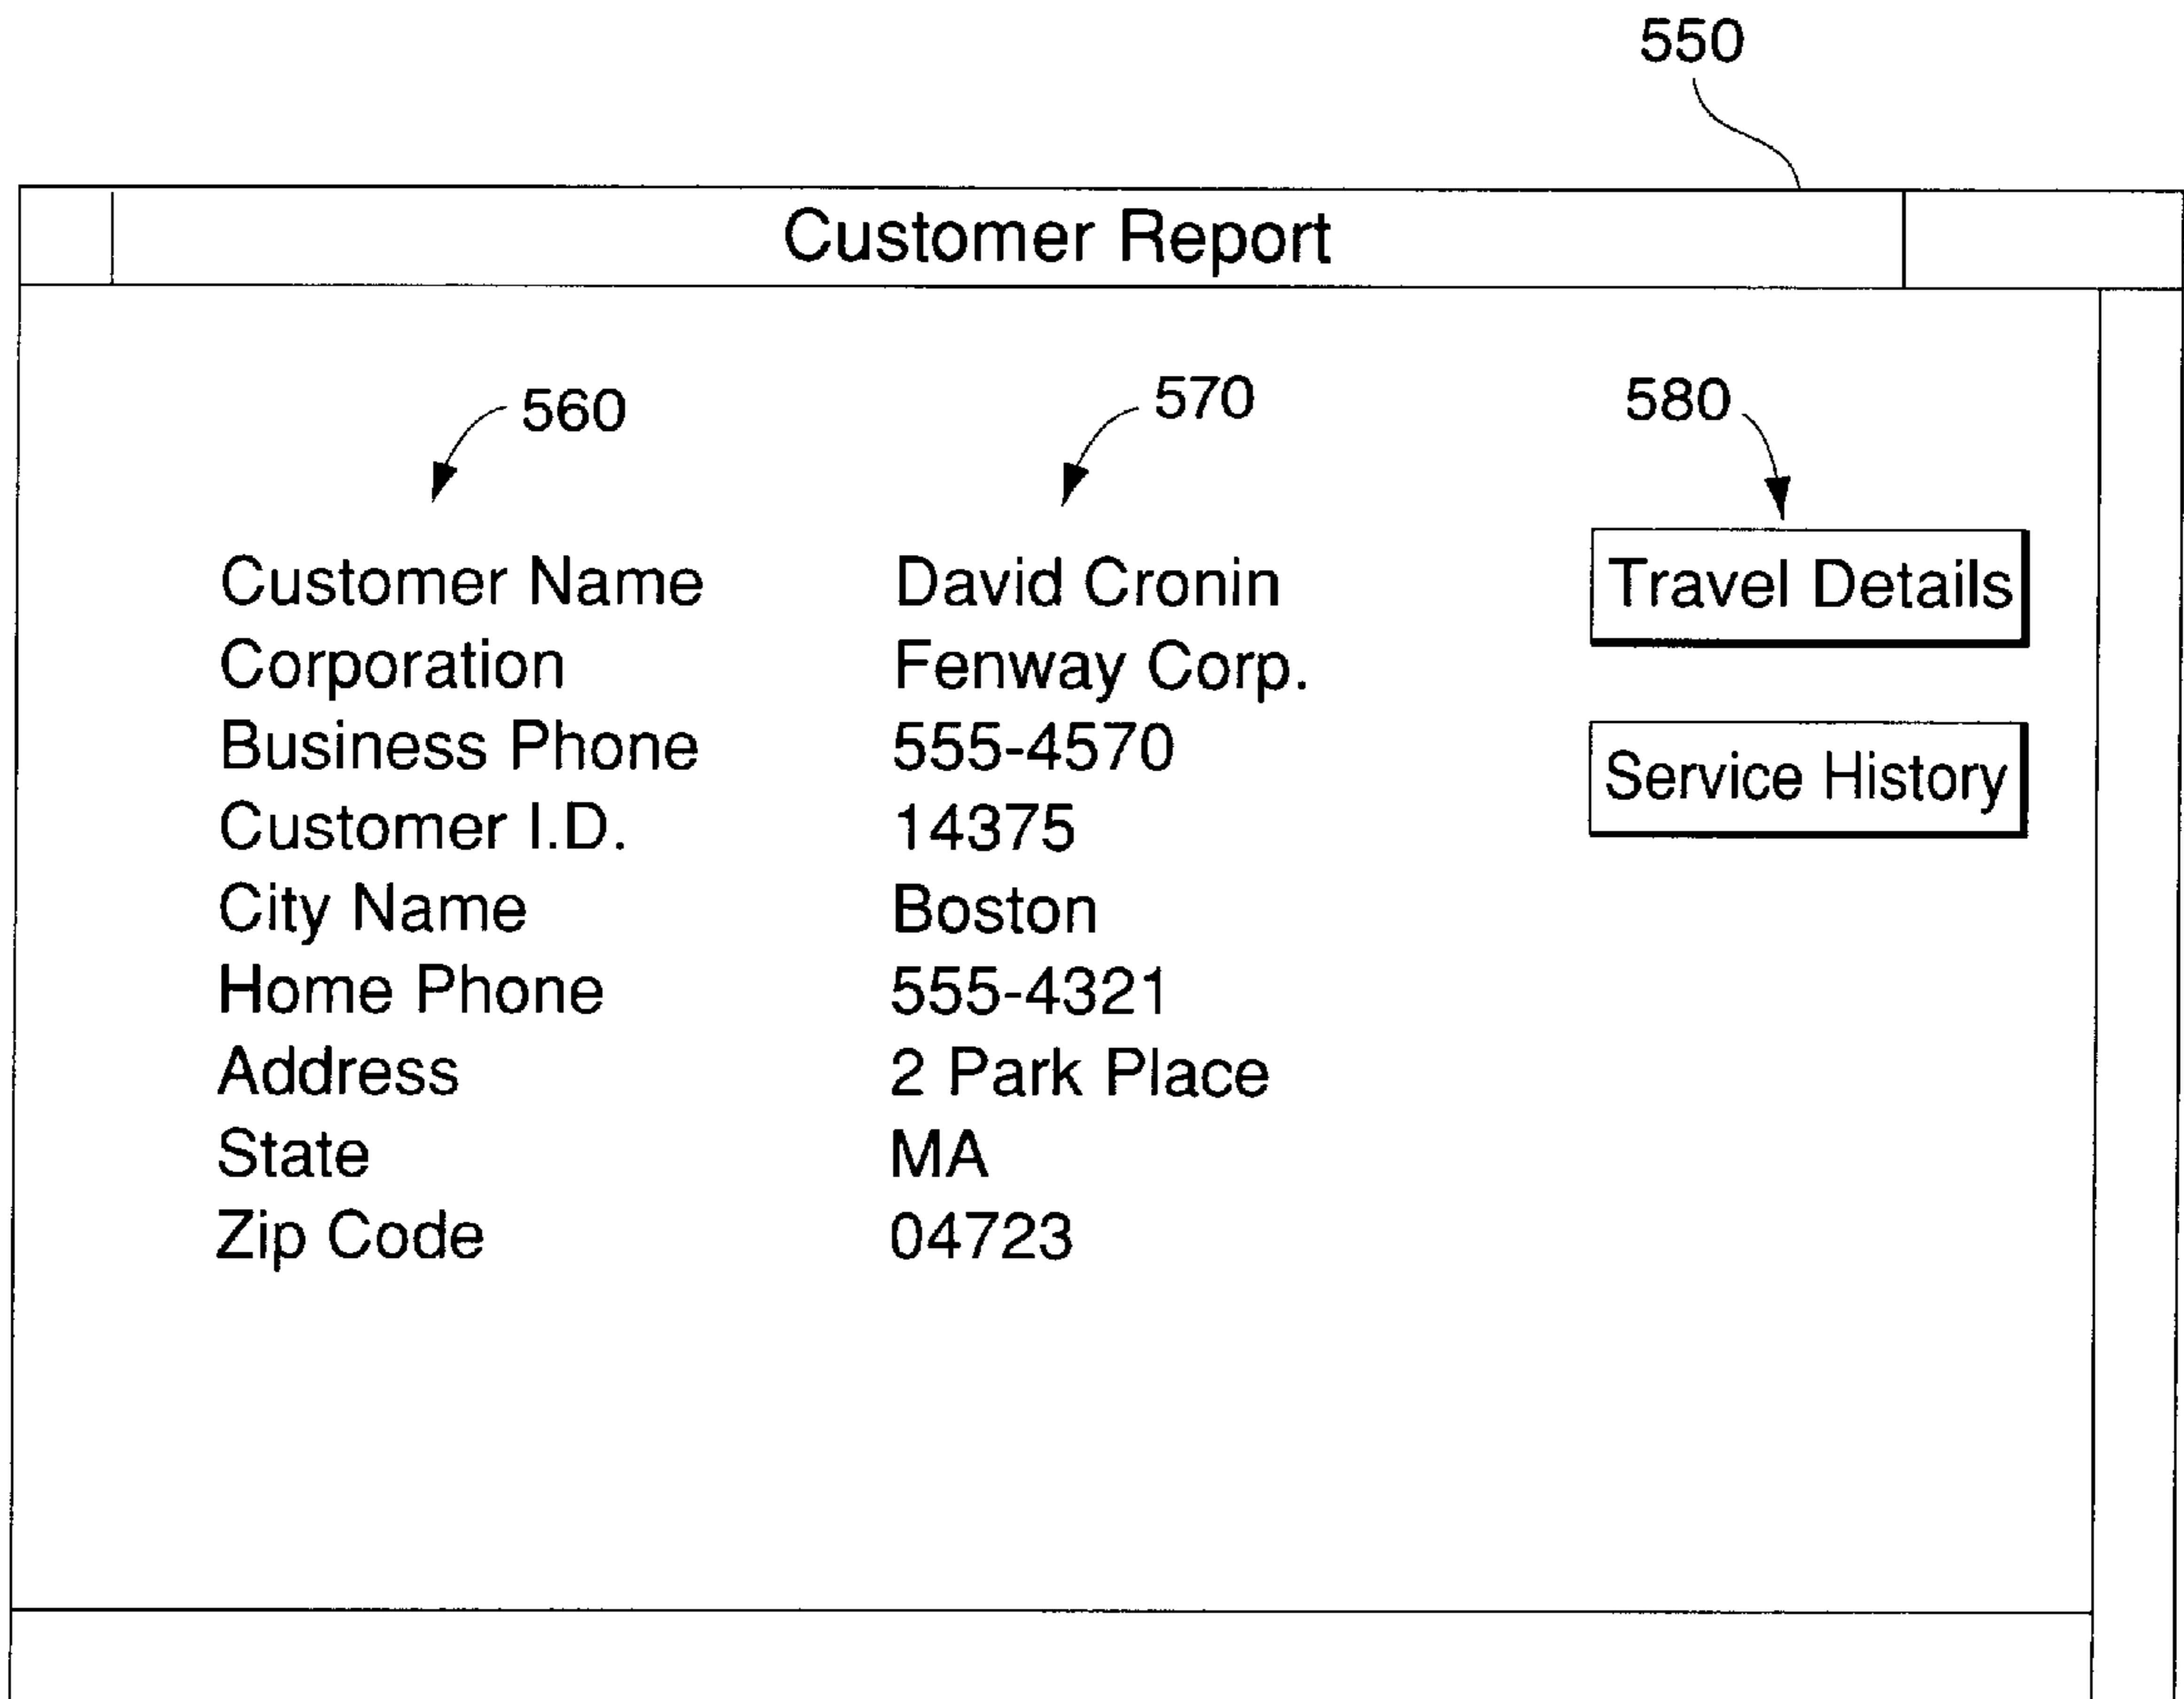 550
Customer Report
560 570 580
Customer Name David Cronin Travel Details
Corporation Fenway Corp.
Business Phone 555-4570 Service History
Customer I.D. 14375
City Name Boston
Home Phone 555-4321
Address 2 Park Place
State MA
Zip Code 04723